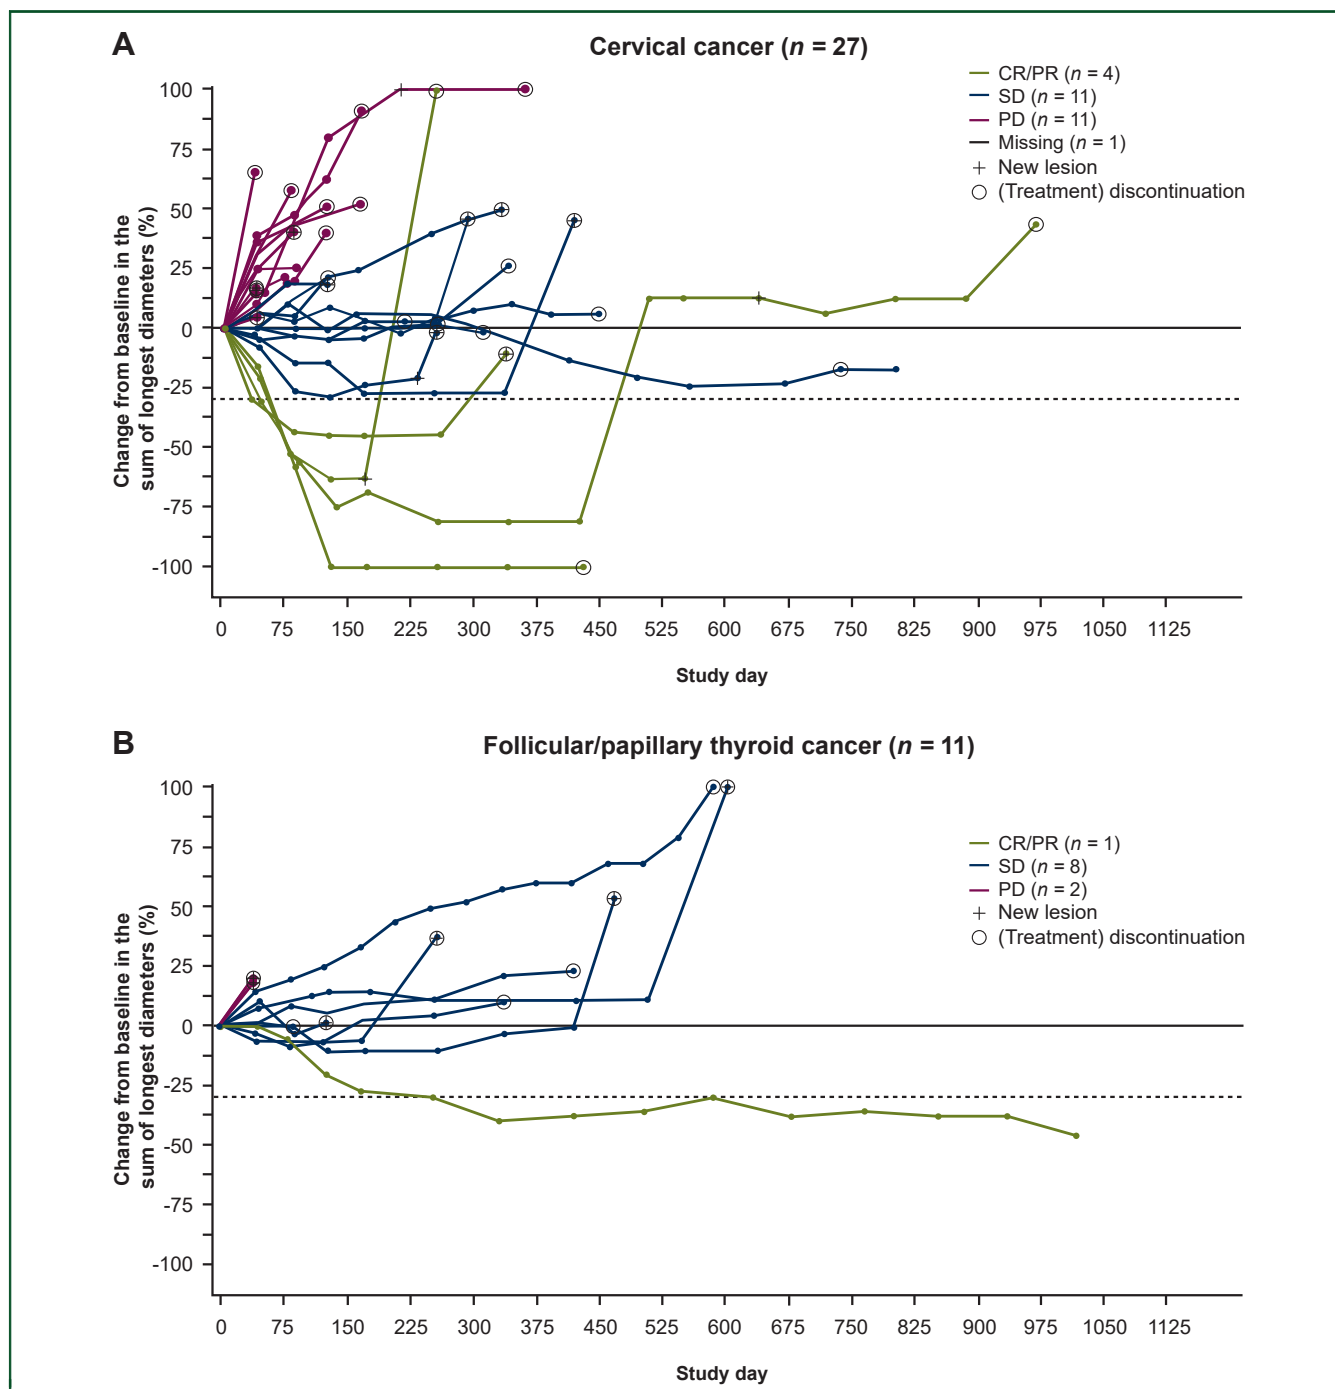 A
Cervical cancer (n = 27)
CR/PR (n = 4)
SD (n = 11)
PD (n = 11)
Missing (n = 1)
New lesion
(Treatment) discontinuation
Change from baseline in the
sum of longest diameters (%)
100
75
50
25
0
-25
-50
-75
-100
0 75 150 225 300 375 450 525 600 675 750 825 900 975 1050 1125
Study day
B
Follicular/papillary thyroid cancer (n = 11)
CR/PR (n = 1)
SD (n = 8)
PD (n = 2)
New lesion
(Treatment) discontinuation
Change from baseline in the
sum of longest diameters (%)
100
75
50
25
0
-25
-50
-75
-100
0 75 150 225 300 375 450 525 600 675 750 825 900 975 1050 1125
Study day